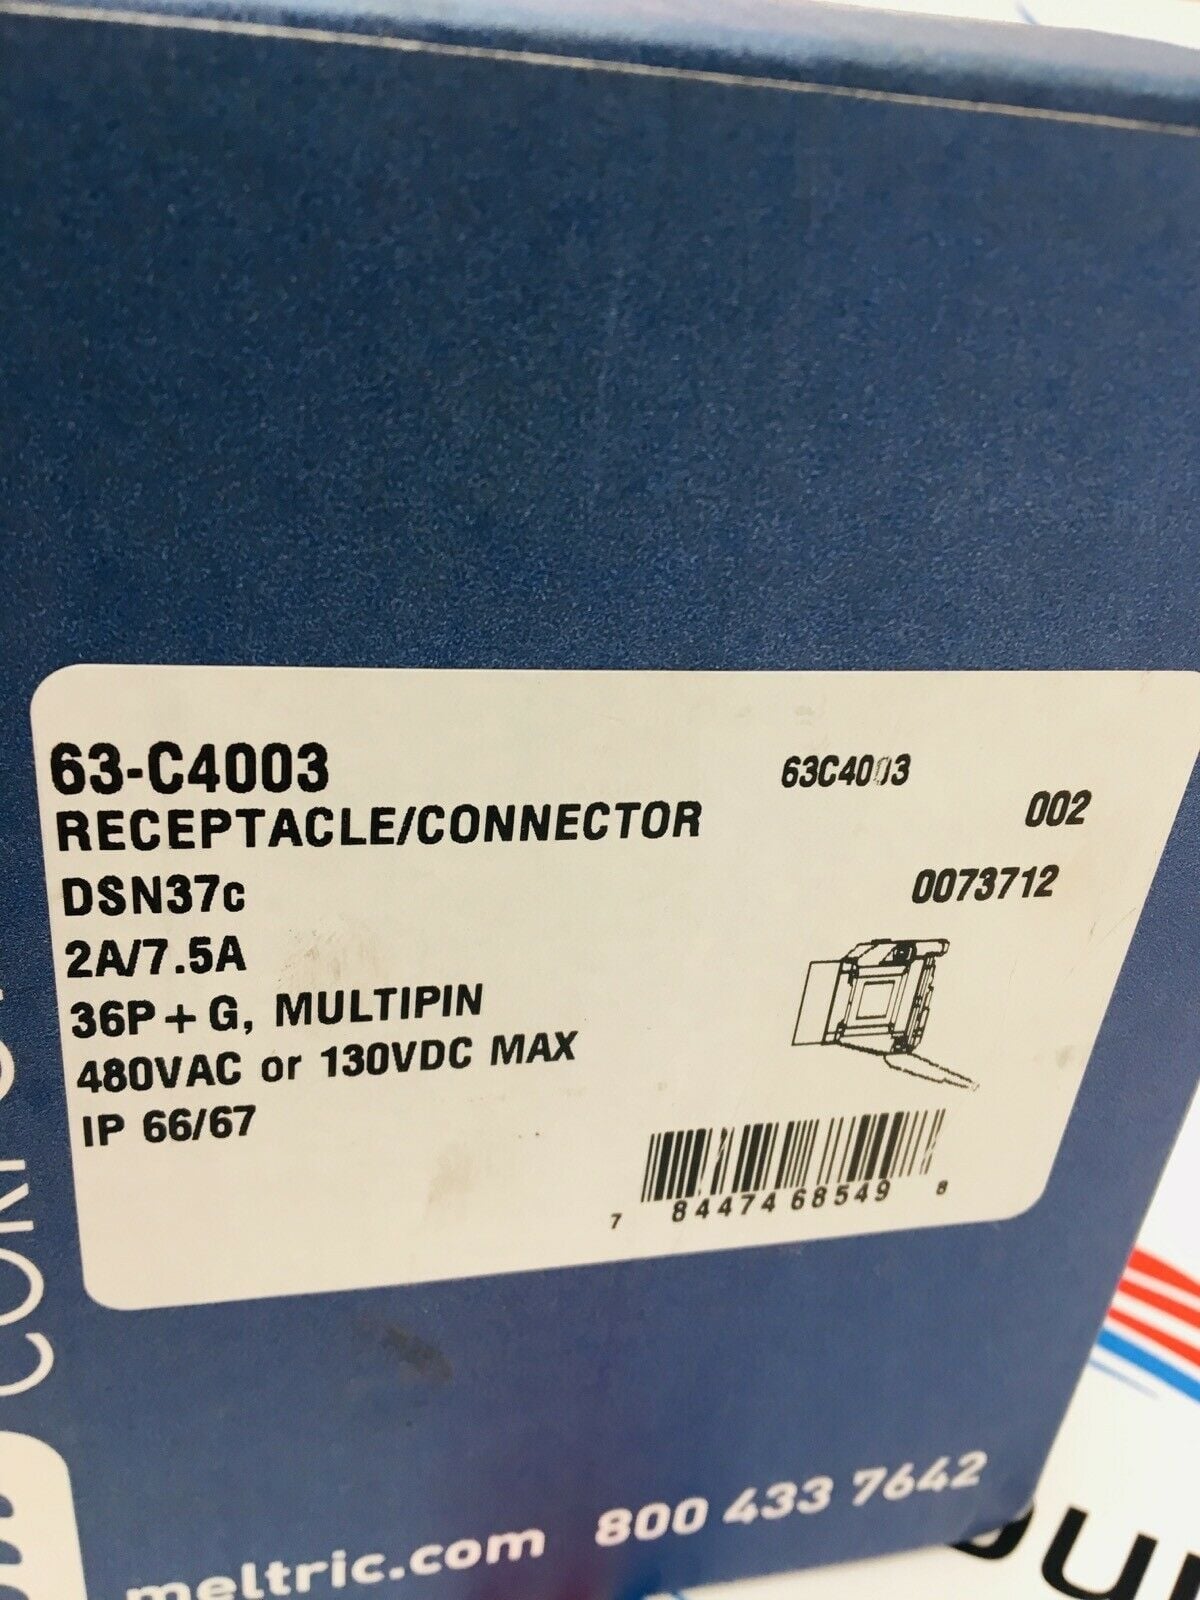 63-C4003
63C4003
RECEPTACLE/CONNECTOR
002
DSN37c
0073712
2A/7.5A
36P+G, MULTIPIN
480VAC or 130VDC MAX
IP 66/67
7 84474 68549 8
meltric.com 800 433 7642